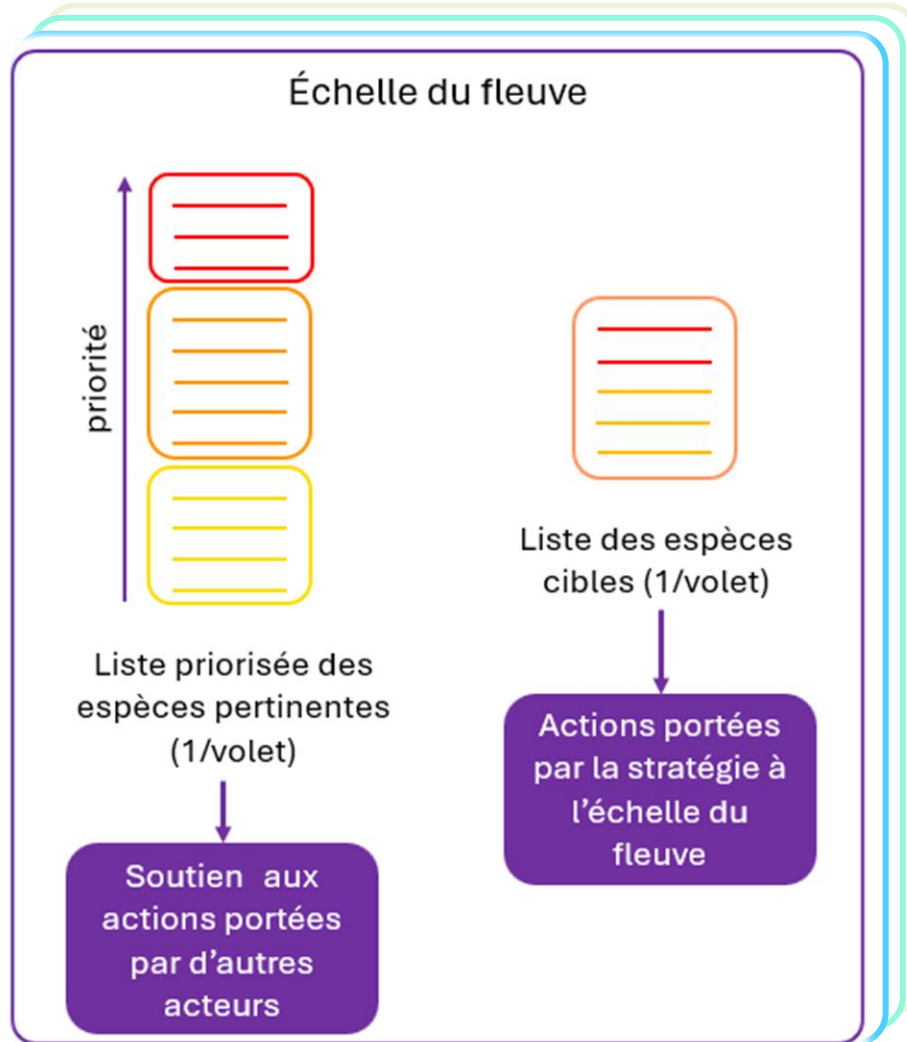 Échelle du fleuve
priorité
Liste priorisée des
espèces pertinentes
(1/volet)
Soutien aux
actions portées
par d'autres
acteurs
Liste des espèces
cibles (1/volet)
Actions portées
par la stratégie à
l'échelle du
fleuve